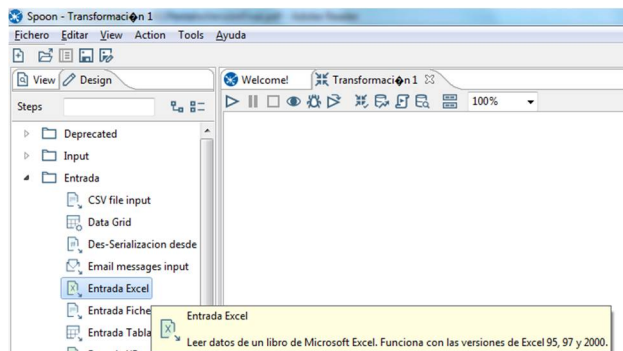 Spoon - Transformaci�n 1
Fichero Editar View Action Tools Ayuda
View Design
Welcome! Transformaci�n 1
Steps
100%
Deprecated
Input
Entrada
CSV file input
Data Grid
Des-Serializacion desde
Email messages input
Entrada Excel
Entrada Fiche
Entrada Tabla
Entrada Excel
Leer datos de un libro de Microsoft Excel. Funciona con las versiones de Excel 95, 97 y 2000.